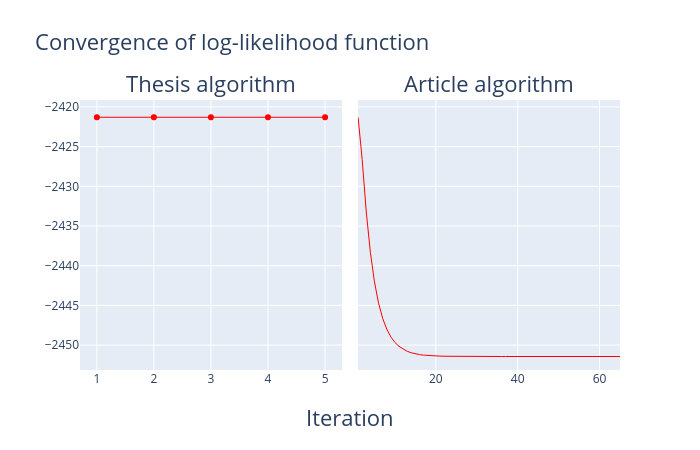 Convergence of log-likelihood function
Thesis algorithm
Article algorithm
−2420
−2425
−2430
−2435
−2440
−2445
−2450
1 2 3 4 5
20 40 60
Iteration